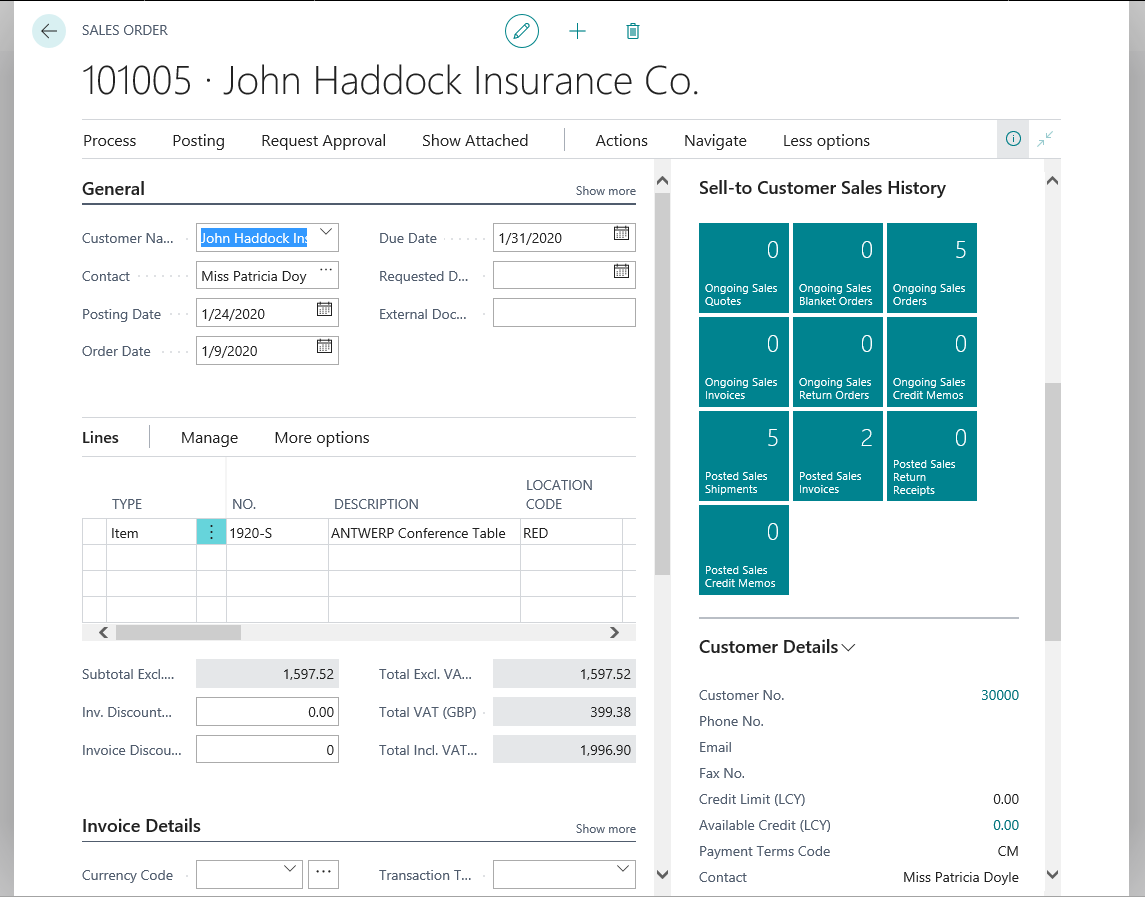 SALES ORDER
101005 · John Haddock Insurance Co.
Process Posting Request Approval Show Attached Actions Navigate Less options
General Show more
Customer Na... John Haddock Ins
Due Date 1/31/2020
Contact Miss Patricia Doy ...
Requested D...
Posting Date 1/24/2020
External Doc...
Order Date 1/9/2020
Lines Manage More options
TYPE NO. DESCRIPTION LOCATION CODE
Item 1920-S ANTWERP Conference Table RED
Subtotal Excl.... 1,597.52
Total Excl. VA... 1,597.52
Inv. Discount... 0.00
Total VAT (GBP) 399.38
Invoice Discou... 0
Total Incl. VAT... 1,996.90
Invoice Details Show more
Currency Code ...
Transaction T...
Sell-to Customer Sales History
0
Ongoing Sales
Quotes
0
Ongoing Sales
Blanket Orders
5
Ongoing Sales
Orders
0
Ongoing Sales
Invoices
0
Ongoing Sales
Return Orders
0
Ongoing Sales
Credit Memos
5
Posted Sales
Shipments
2
Posted Sales
Invoices
0
Posted Sales
Return
Receipts
0
Posted Sales
Credit Memos
Customer Details
Customer No. 30000
Phone No.
Email
Fax No.
Credit Limit (LCY) 0.00
Available Credit (LCY) 0.00
Payment Terms Code CM
Contact Miss Patricia Doyle